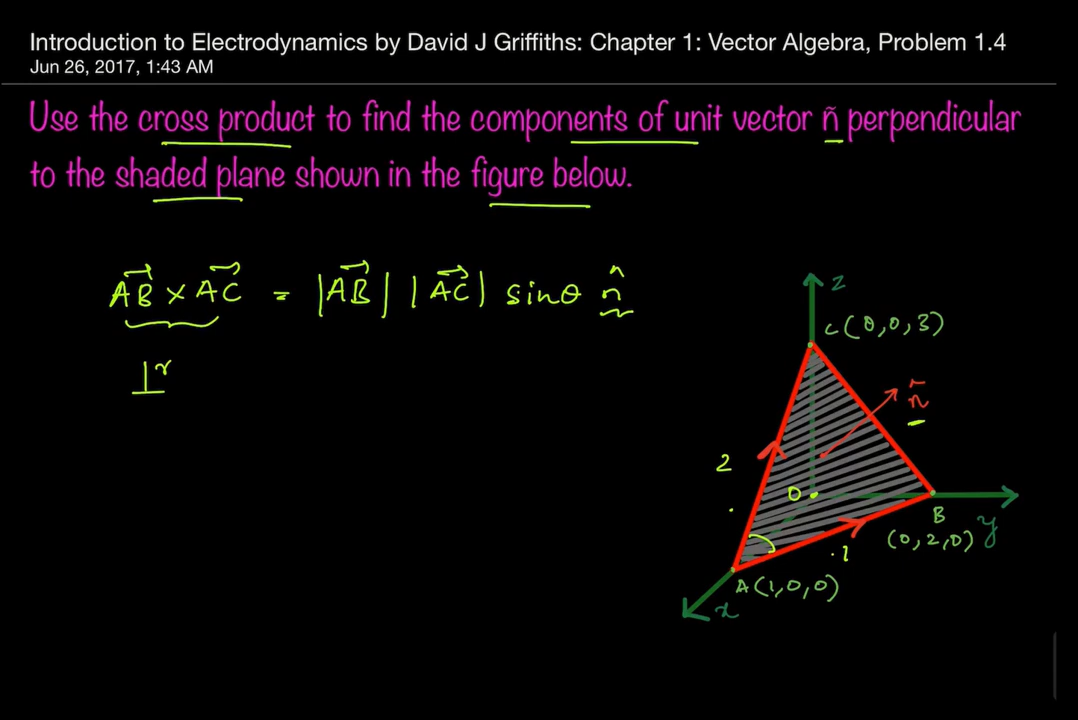 Introduction to Electrodynamics by David J Griffiths: Chapter 1: Vector Algebra, Problem 1.4
Jun 26, 2017, 1:43 AM
Use the cross product to find the components of unit vector ñ perpendicular
to the shaded plane shown in the figure below.
AB × AC = |AB| |AC| sinθ n̂
⊥r
z
C(0,0,3)
n̂
2
O
B
y
(0,2,0)
1
A(1,0,0)
x